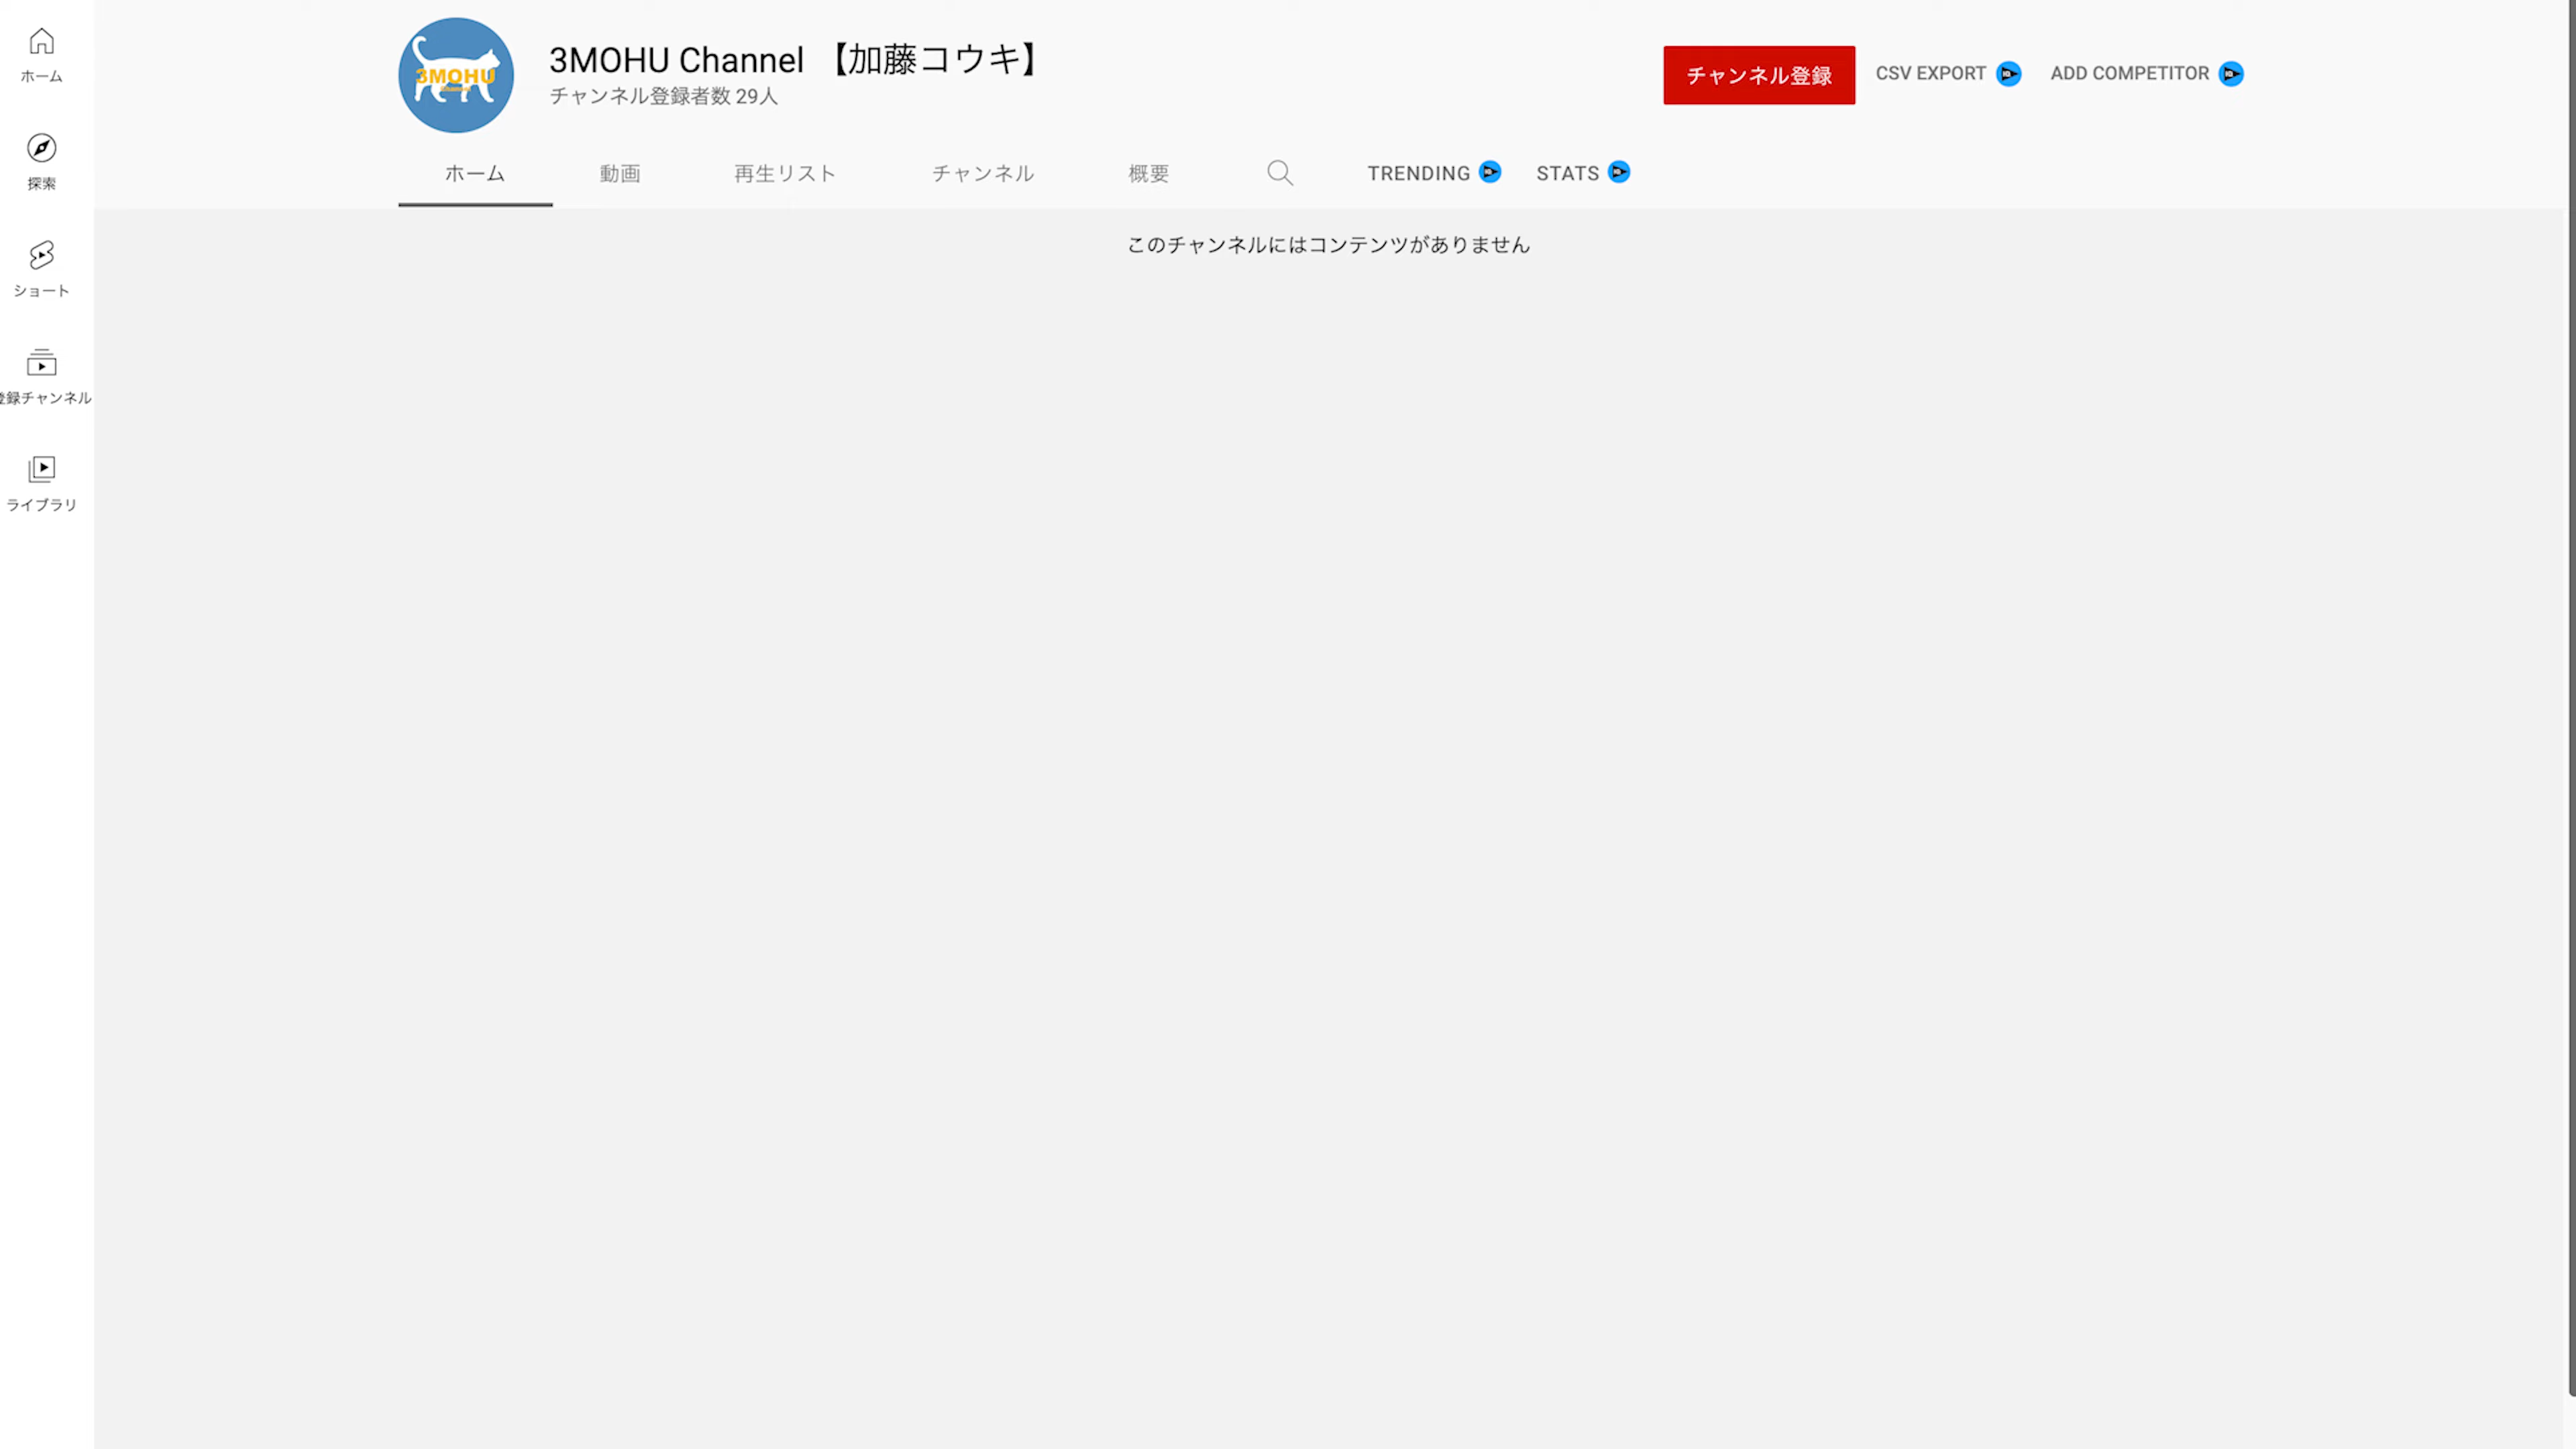 3MOHU Channel 【加藤コウキ】
チャンネル登録者数 29人
チャンネル登録
CSV EXPORT
ADD COMPETITOR
ホーム
動画
再生リスト
チャンネル
概要
TRENDING
STATS
このチャンネルにはコンテンツがありません
ホーム
探索
ショート
登録チャンネル
ライブラリ
3MOHU
Channel